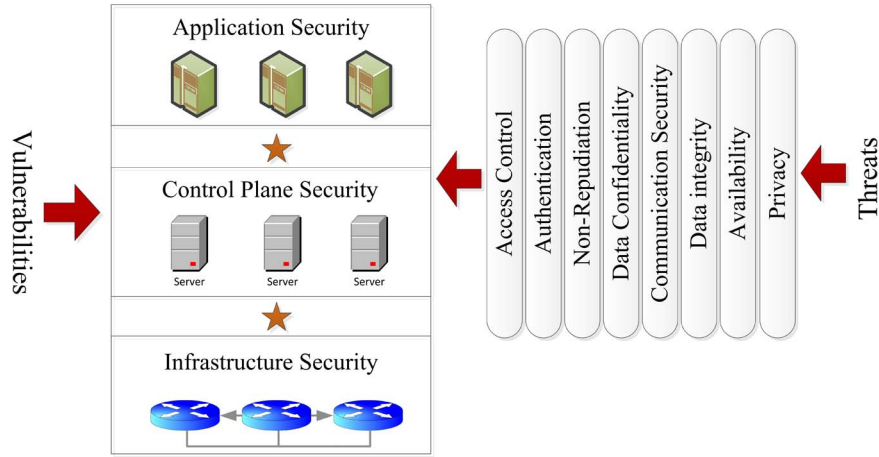 Vulnerabilities
Application Security
Control Plane Security
Server
Server
Server
Infrastructure Security
Access Control
Authentication
Non-Repudiation
Data Confidentiality
Communication Security
Data integrity
Availability
Privacy
Threats